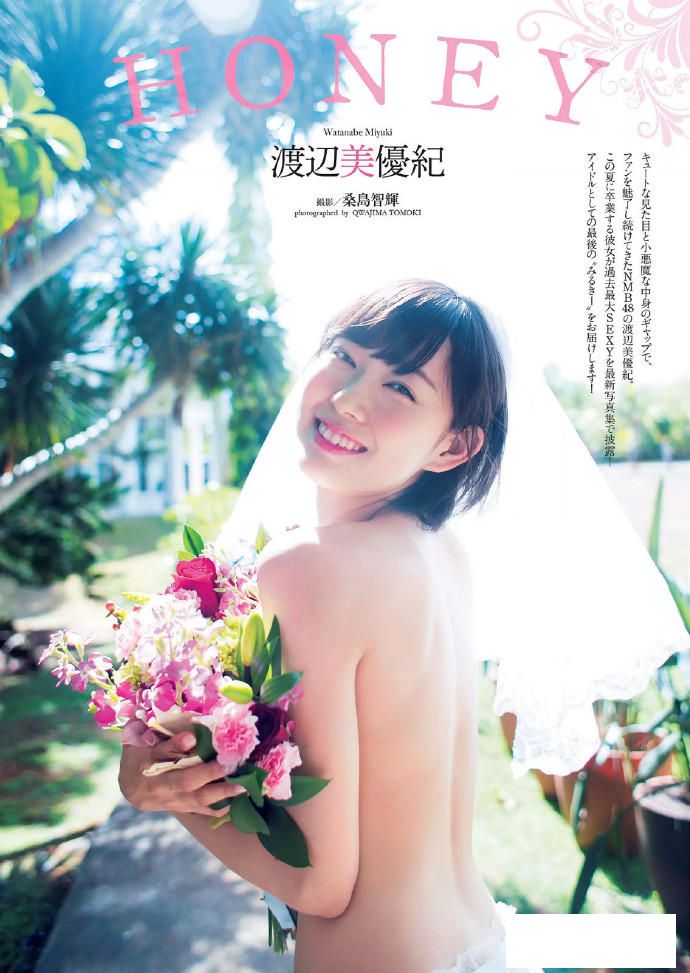 HONEY
Watanabe Miyuki
渡辺美優紀
撮影／桑島智輝
photographed by QWAJIMA TOMOKI
キュートな見た目と小悪魔な中身のギャップで、
ファンを魅了し続けてきたNMB48の渡辺美優紀。
この夏に卒業する彼女が過去最大SEXYを最新写真集で披露！
アイドルとしての最後の“みるきー”をお届けします！